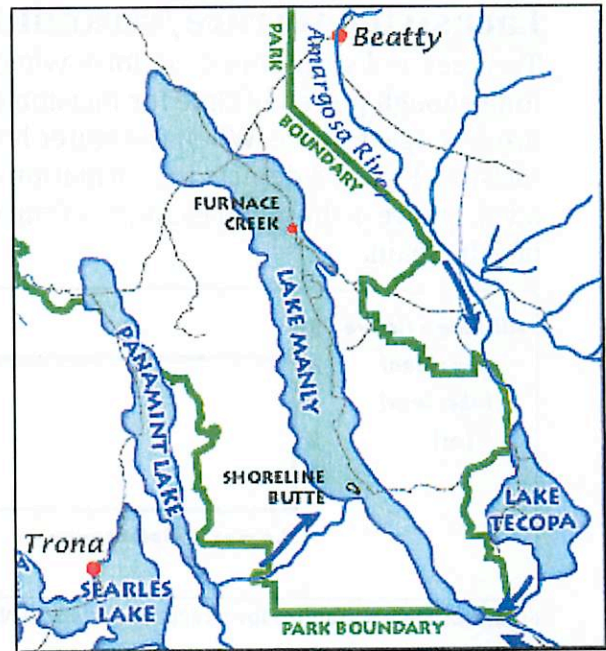 PARK
BOUNDARY
Amargosa River
Beatty
FURNACE
CREEK
LAKE MANLY
PANAMINT LAKE
SHORELINE
BUTTE
LAKE
TECOPA
Trona
SEARLES
LAKE
PARK BOUNDARY